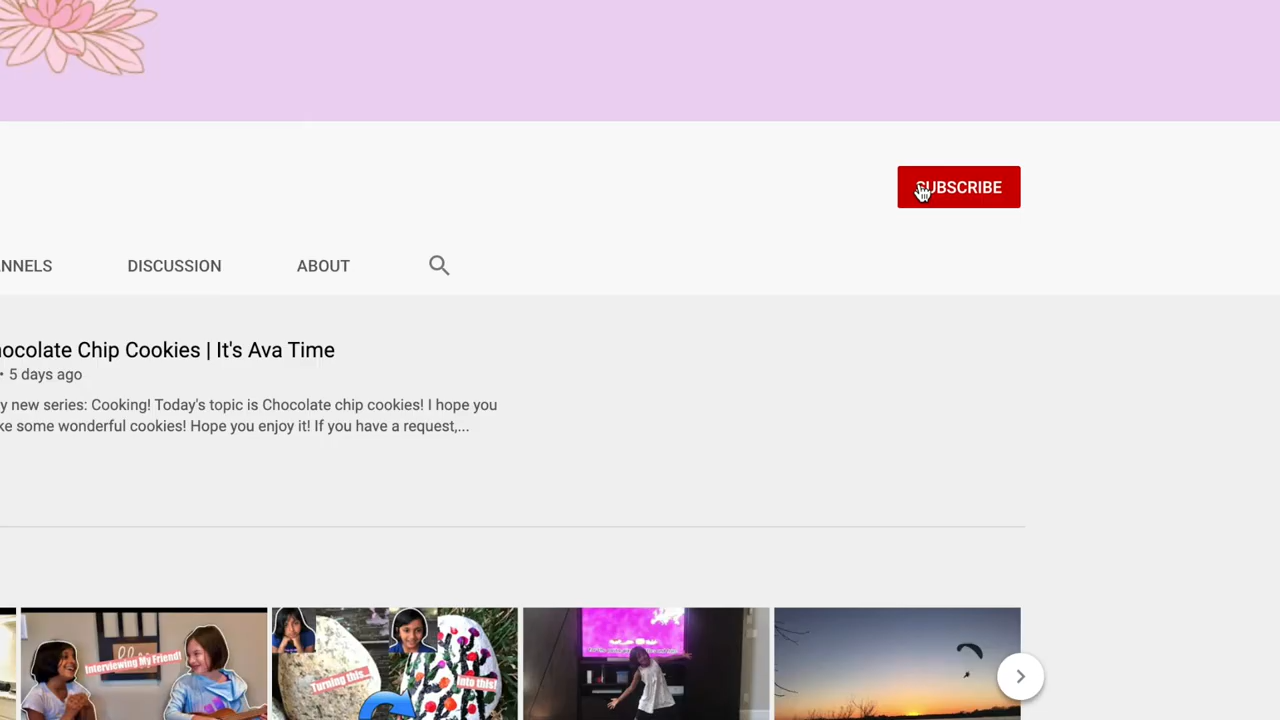 SUBSCRIBE
ANNELS DISCUSSION ABOUT
hocolate Chip Cookies | It's Ava Time
• 5 days ago
y new series: Cooking! Today's topic is Chocolate chip cookies! I hope you
ke some wonderful cookies! Hope you enjoy it! If you have a request,...
Interviewing My Friend!
Turning this...
Into this!